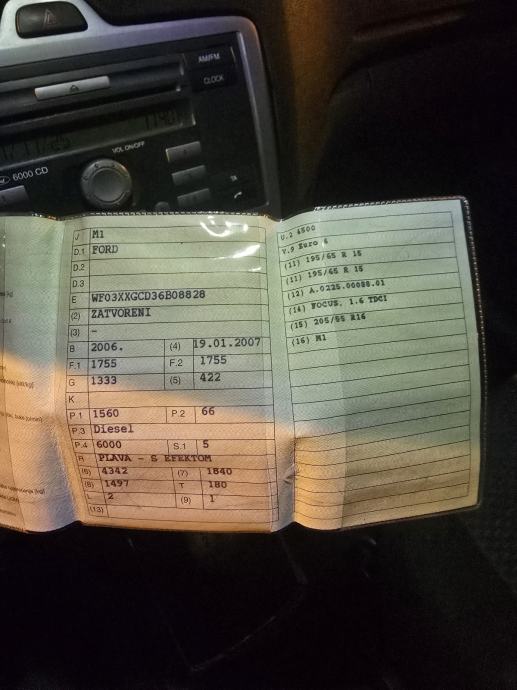 AM/FM
CLOCK
VOL ON/OFF
6000 CD
J M1
D.1 FORD
D.2
D.3
E WF03XXGCD36B08828
(2) ZATVORENI
(3) -
B 2006. (4) 19.01.2007
F.1 1755 F.2 1755
G 1333 (5) 422
K
P.1 1560 P.2 66
P.3 Diesel
P.4 6000 S.1 5
R PLAVA - S EFEKTOM
(6) 4342 (7) 1840
(8) 1497 T 180
L 2 (9) 1
(13)
U.2 4500
V.9 Euro 4
(11) 195/65 R 15
(11) 195/65 R 15
(12) A.0225.00088.01
(14) FOCUS, 1.6 TDCI
(15) 205/55 R16
(16) M1